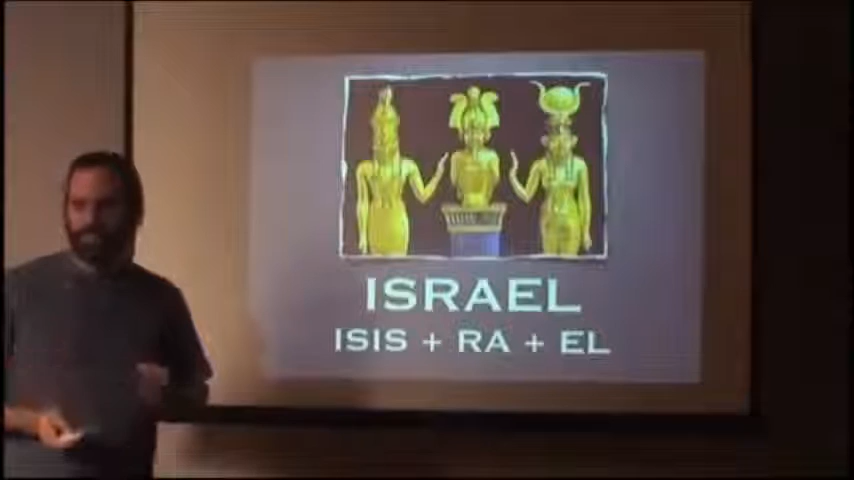 ISRAEL
ISIS + RA + EL